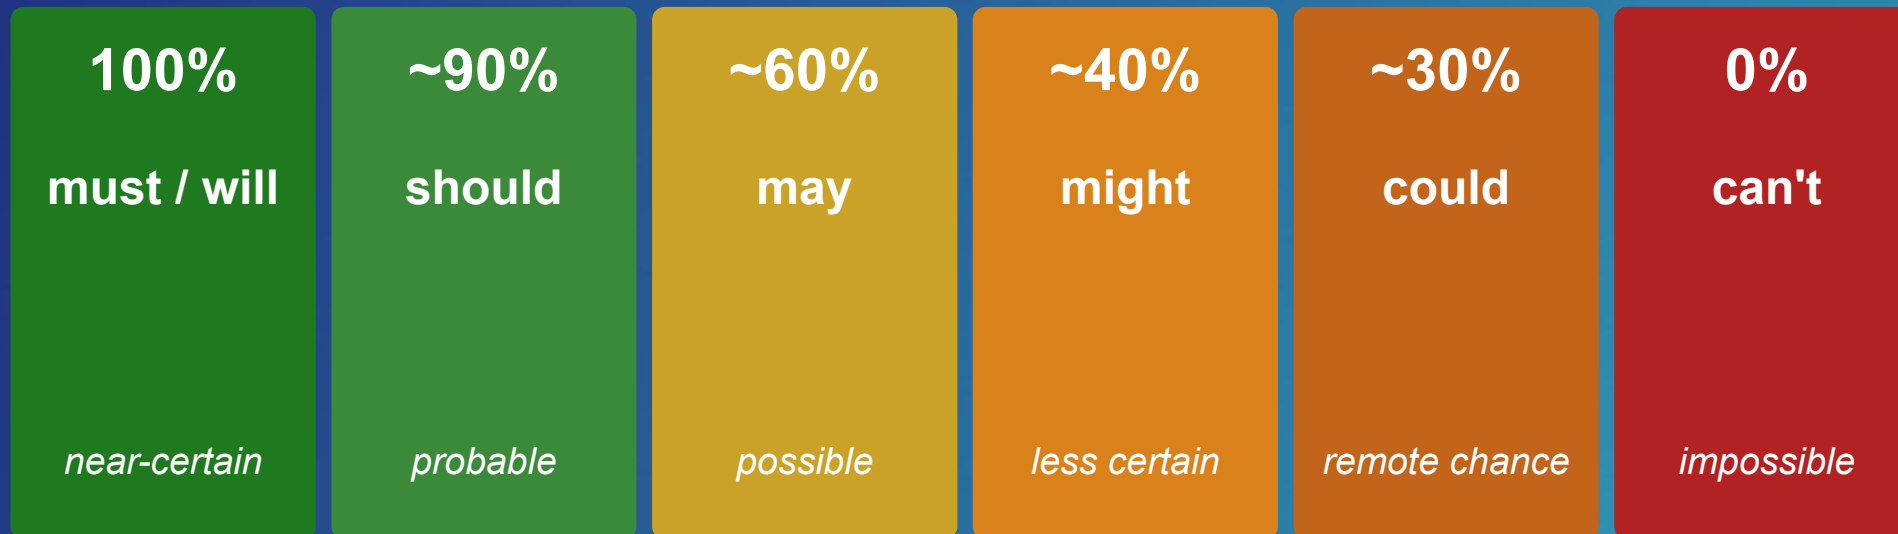 100%
must / will
near-certain
~90%
should
probable
~60%
may
possible
~40%
might
less certain
~30%
could
remote chance
0%
can't
impossible